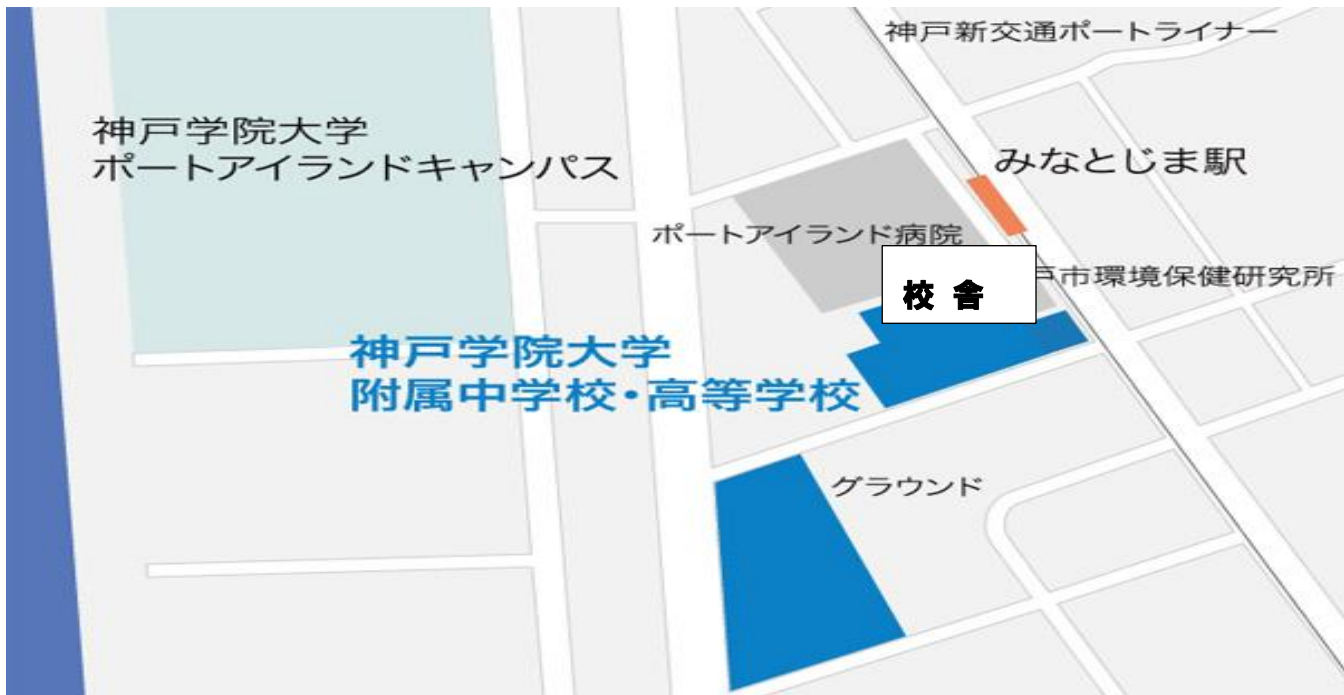 神戸新交通ポートライナー
神戸学院大学
ポートアイランドキャンパス
みなとじま駅
ポートアイランド病院
戸市環境保健研究所
校 舎
神戸学院大学
附属中学校・高等学校
グラウンド